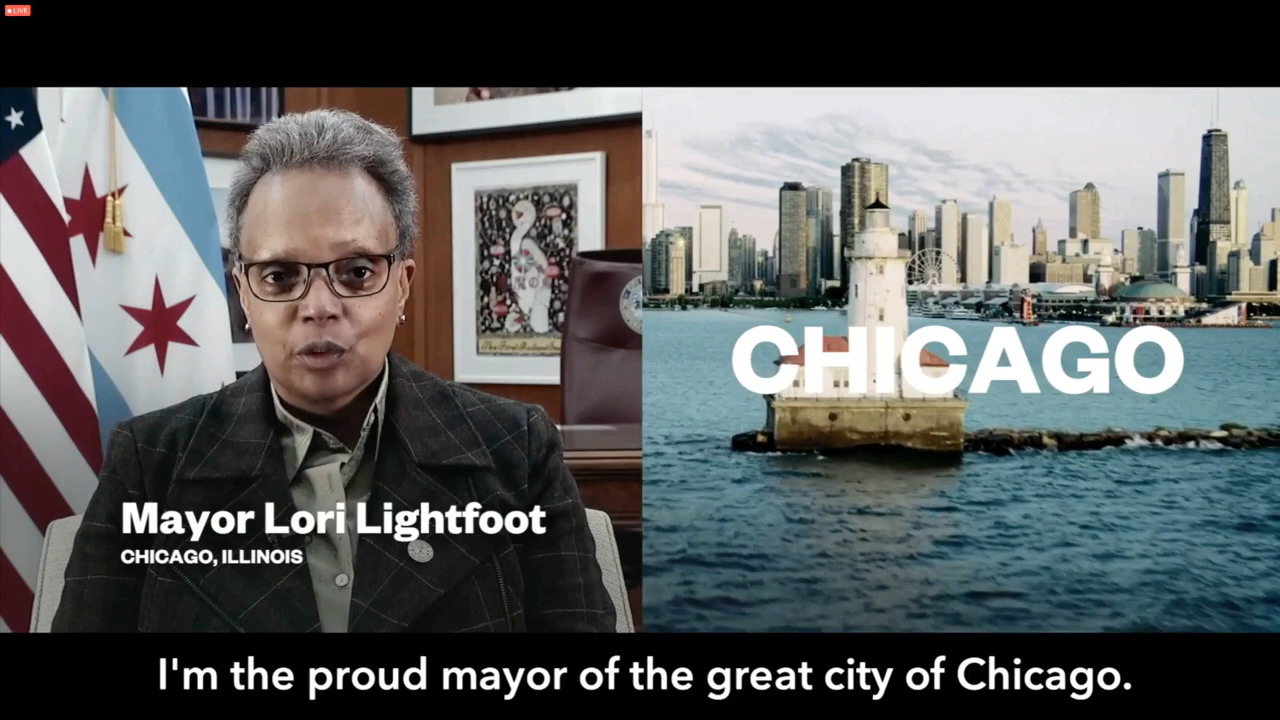 LIVE
Mayor Lori Lightfoot
CHICAGO, ILLINOIS
CHICAGO
I'm the proud mayor of the great city of Chicago.